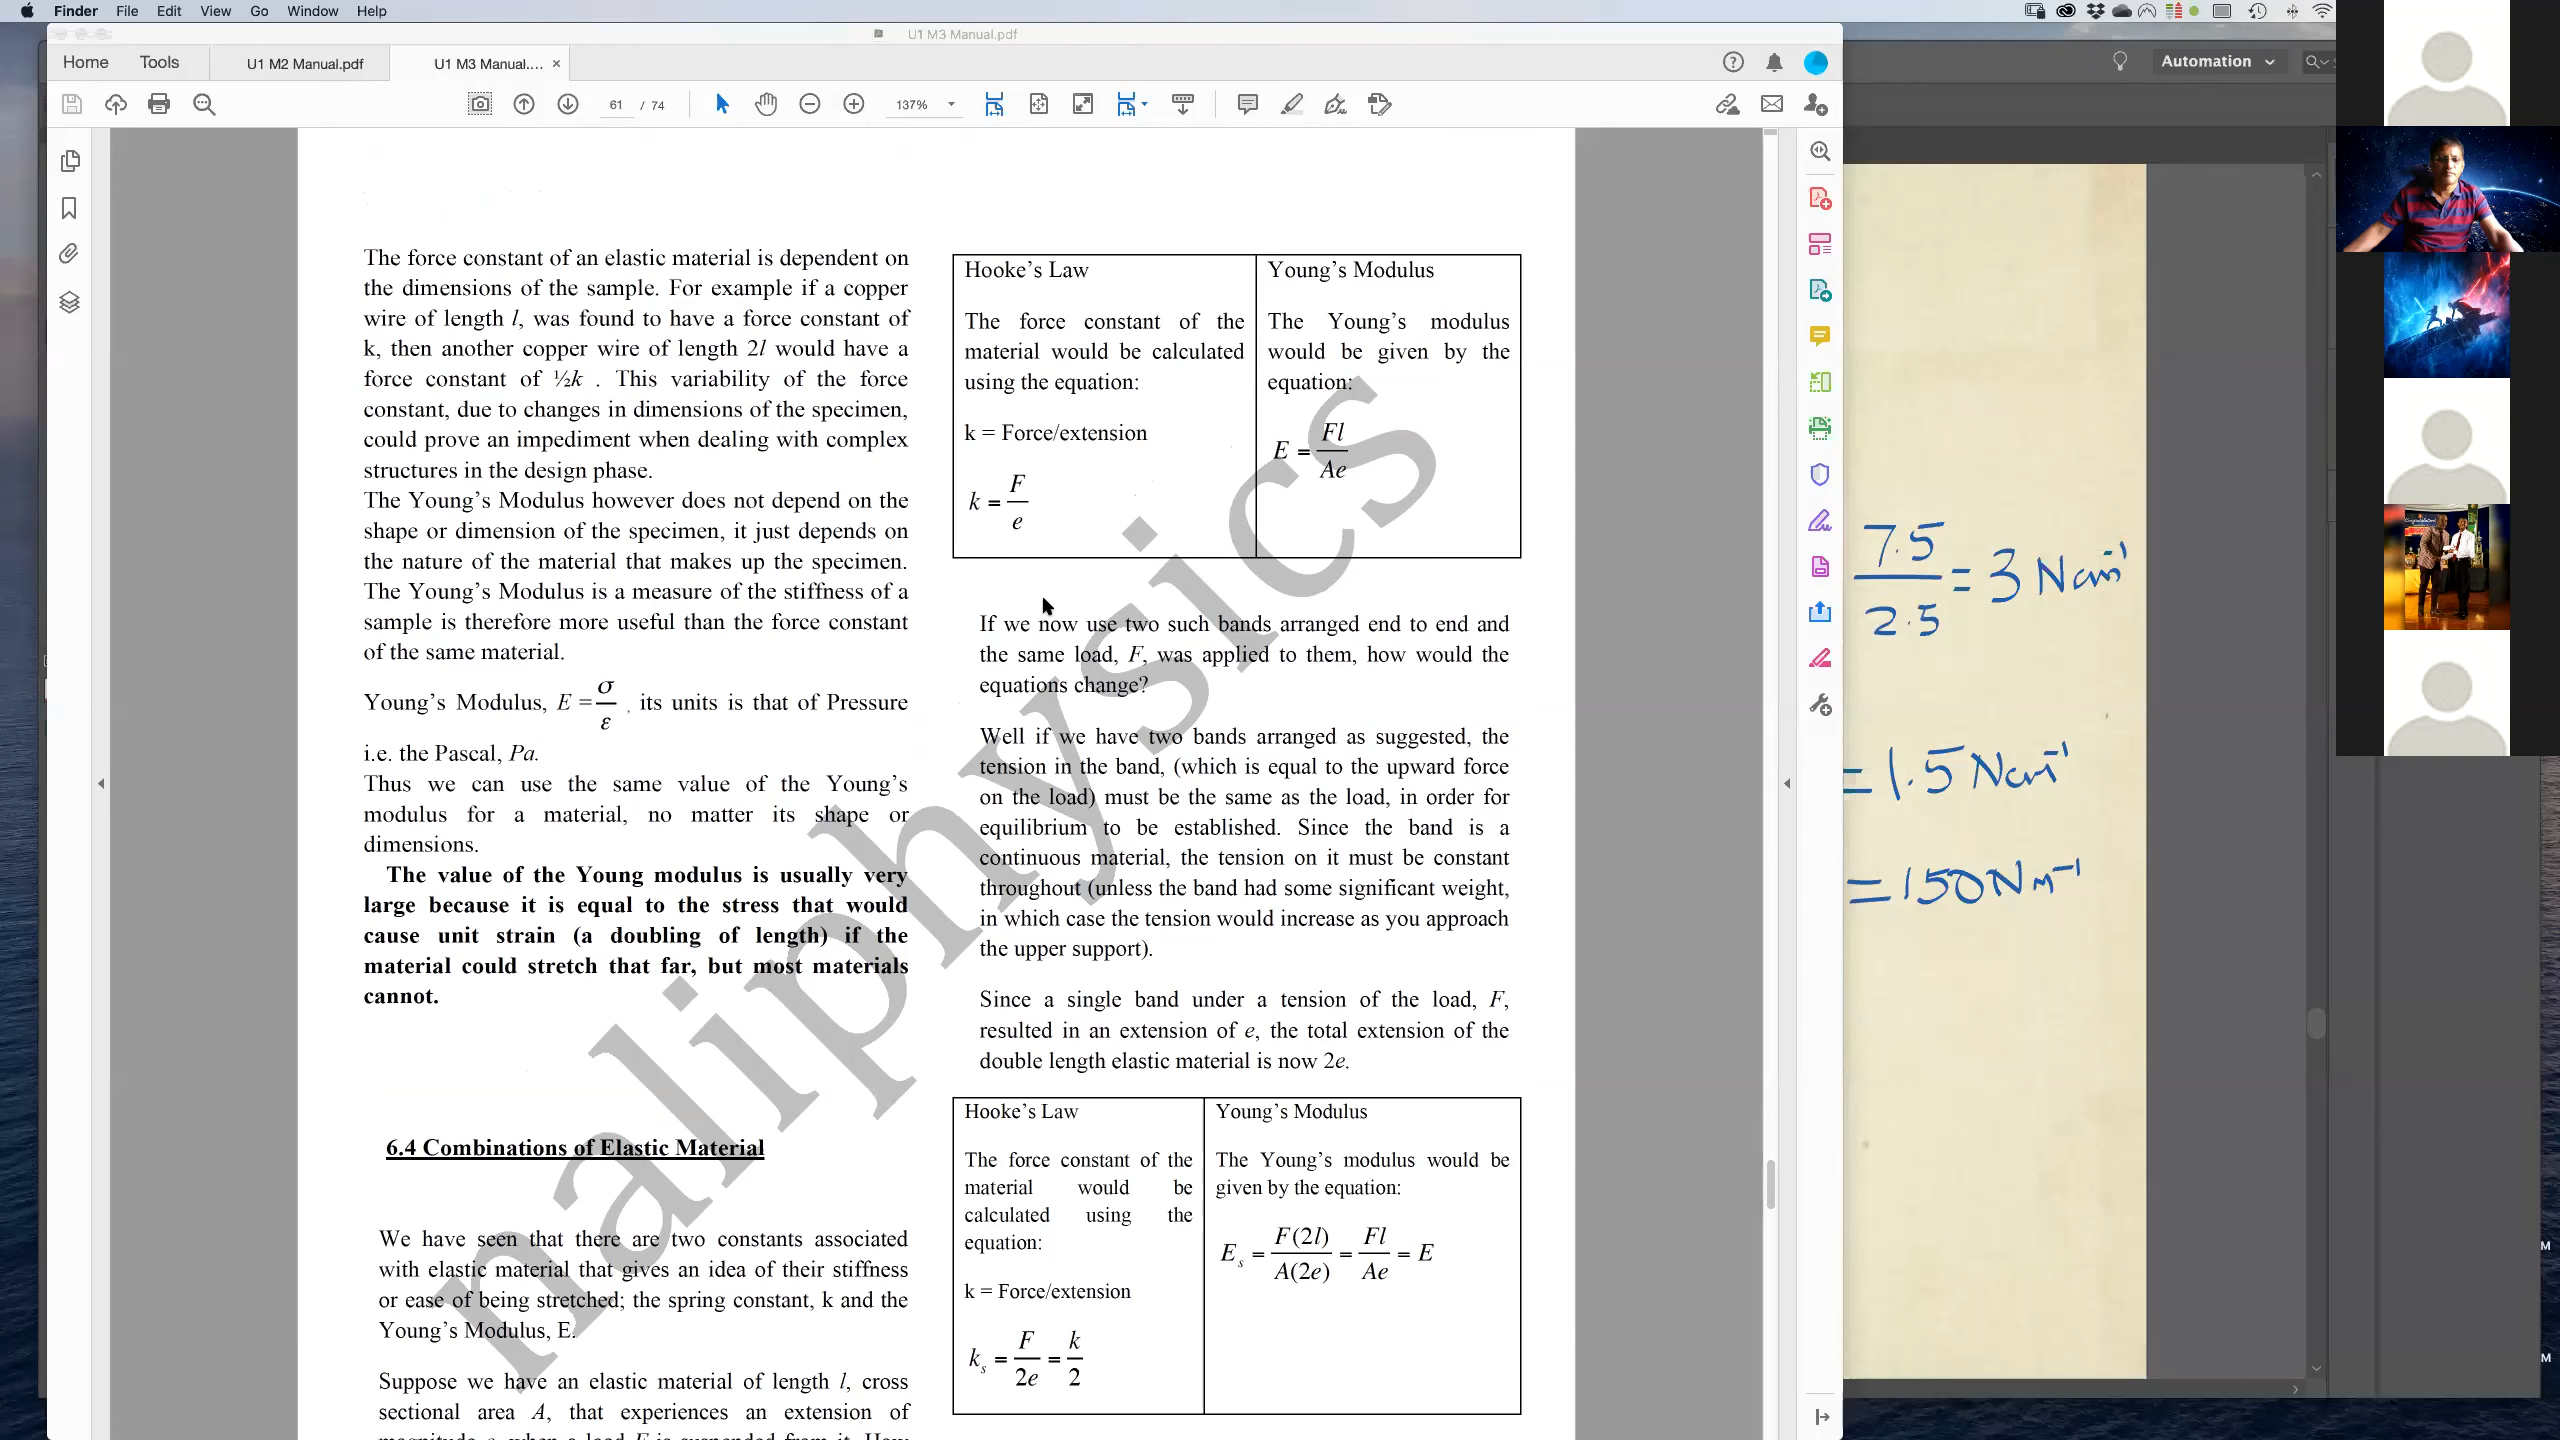 Finder File Edit View Go Window Help
U1 M3 Manual.pdf
Home Tools U1 M2 Manual.pdf U1 M3 Manual....
61 / 74 137%
Automation
The force constant of an elastic material is dependent on
the dimensions of the sample. For example if a copper
wire of length l, was found to have a force constant of
k, then another copper wire of length 2l would have a
force constant of ½k . This variability of the force
constant, due to changes in dimensions of the specimen,
could prove an impediment when dealing with complex
structures in the design phase.
The Young's Modulus however does not depend on the
shape or dimension of the specimen, it just depends on
the nature of the material that makes up the specimen.
The Young's Modulus is a measure of the stiffness of a
sample is therefore more useful than the force constant
of the same material.
Young's Modulus, E = σ/ε , its units is that of Pressure
i.e. the Pascal, Pa.
Thus we can use the same value of the Young's
modulus for a material, no matter its shape or
dimensions.
The value of the Young modulus is usually very
large because it is equal to the stress that would
cause unit strain (a doubling of length) if the
material could stretch that far, but most materials
cannot.
6.4 Combinations of Elastic Material
We have seen that there are two constants associated
with elastic material that gives an idea of their stiffness
or ease of being stretched; the spring constant, k and the
Young's Modulus, E.
Suppose we have an elastic material of length l, cross
sectional area A, that experiences an extension of
Hooke's Law
The force constant of the
material would be calculated
using the equation:
k = Force/extension
k = F/e
Young's Modulus
The Young's modulus
would be given by the
equation:
E = Fl/Ae
If we now use two such bands arranged end to end and
the same load, F, was applied to them, how would the
equations change?
Well if we have two bands arranged as suggested, the
tension in the band, (which is equal to the upward force
on the load) must be the same as the load, in order for
equilibrium to be established. Since the band is a
continuous material, the tension on it must be constant
throughout (unless the band had some significant weight,
in which case the tension would increase as you approach
the upper support).
Since a single band under a tension of the load, F,
resulted in an extension of e, the total extension of the
double length elastic material is now 2e.
Hooke's Law
The force constant of the
material would be
calculated using the
equation:
k = Force/extension
k_s = F/2e = k/2
Young's Modulus
The Young's modulus would be
given by the equation:
E_s = F(2l)/A(2e) = Fl/Ae = E
naliphysics
7.5/2.5 = 3 Ncm⁻¹
= 1.5 Ncm⁻¹
= 150 N m⁻¹
M
M